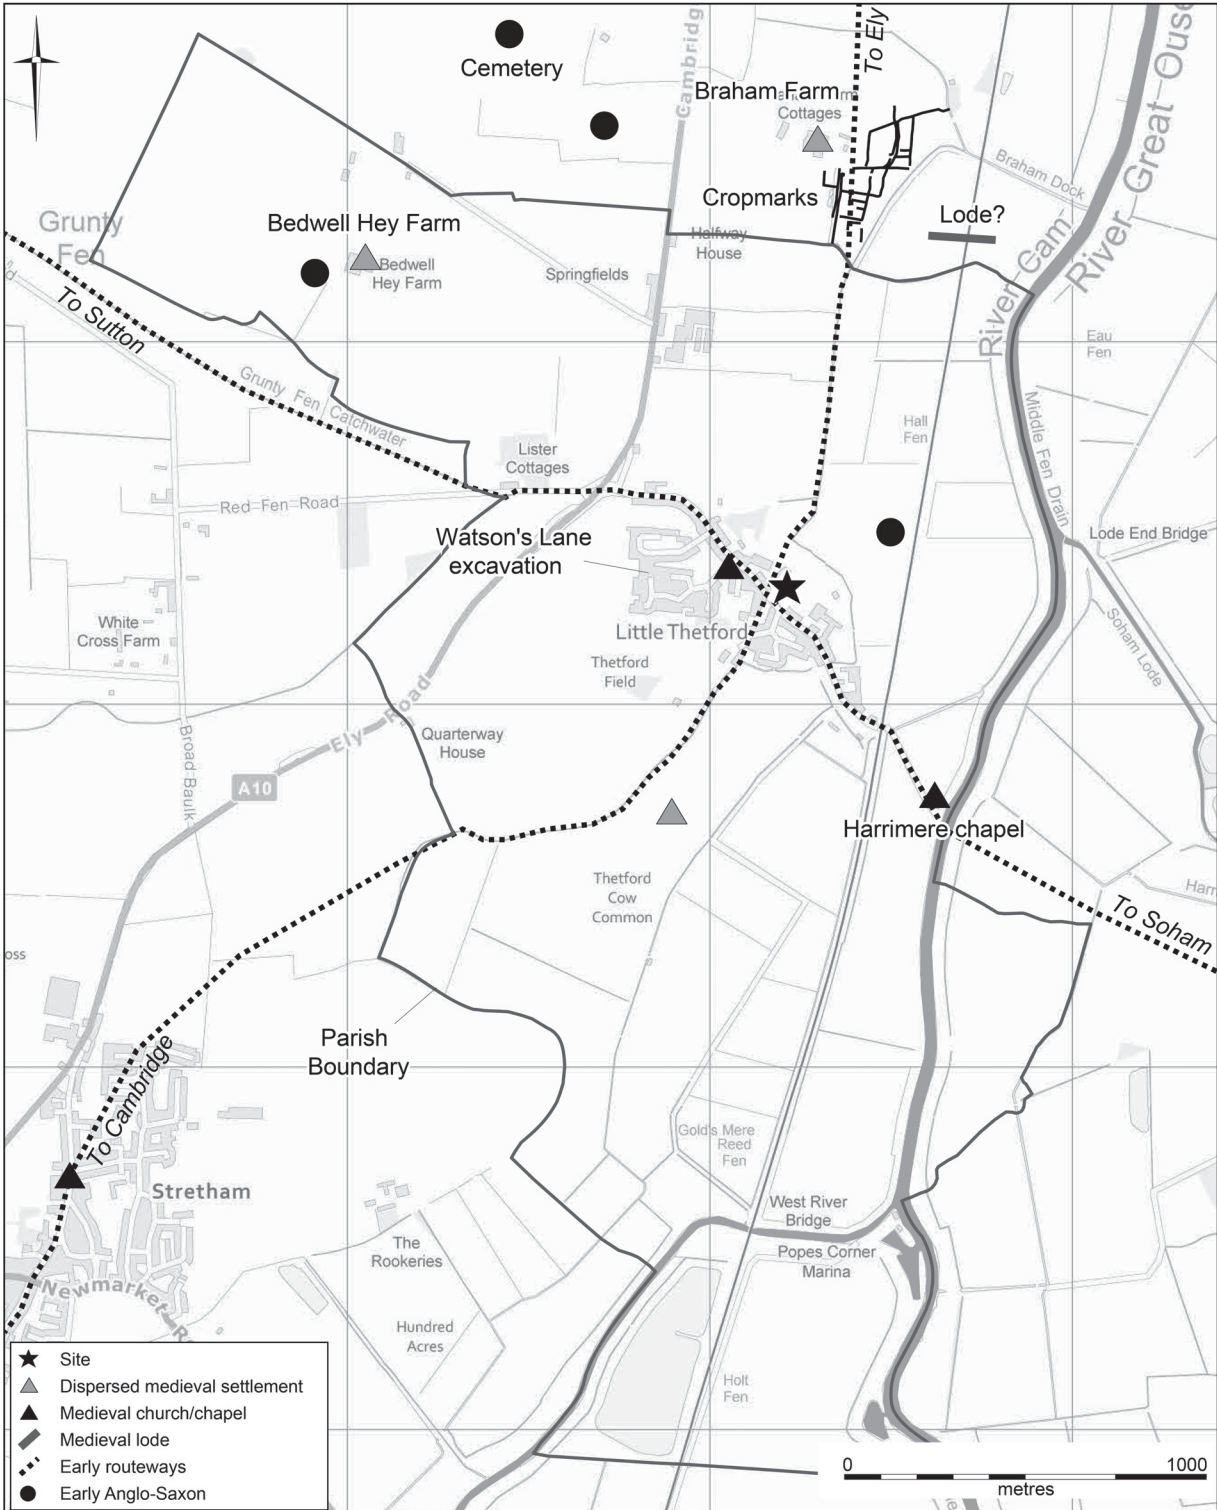 Cemetery
Cambridg
To Ely
River Great Ouse
Braham Farm
Cottages
Braham Dock
Cropmarks
Lode?
Grunty
Fen
Bedwell Hey Farm
Bedwell
Hey Farm
Springfields
Halfway
House
River Cam
To Sutton
Eau
Fen
Grunty Fen Catchwater
Hall
Fen
Middle Fen Drain
Lister
Cottages
Red Fen Road
Watson's Lane
excavation
Lode End Bridge
White
Cross Farm
Little Thetford
Soham Lode
Thetford
Field
Ely Road
Quarterway
House
Broad Baulk
A10
Harrimere chapel
Thetford
Cow
Common
Harr
To Soham
oss
Parish
Boundary
To Cambridge
Gold's Mere
Reed
Fen
Stretham
West River
Bridge
The
Rookeries
Popes Corner
Marina
Newmarket R
Hundred
Acres
Holt
Fen
Site
Dispersed medieval settlement
Medieval church/chapel
Medieval lode
Early routeways
Early Anglo-Saxon
0 1000
metres